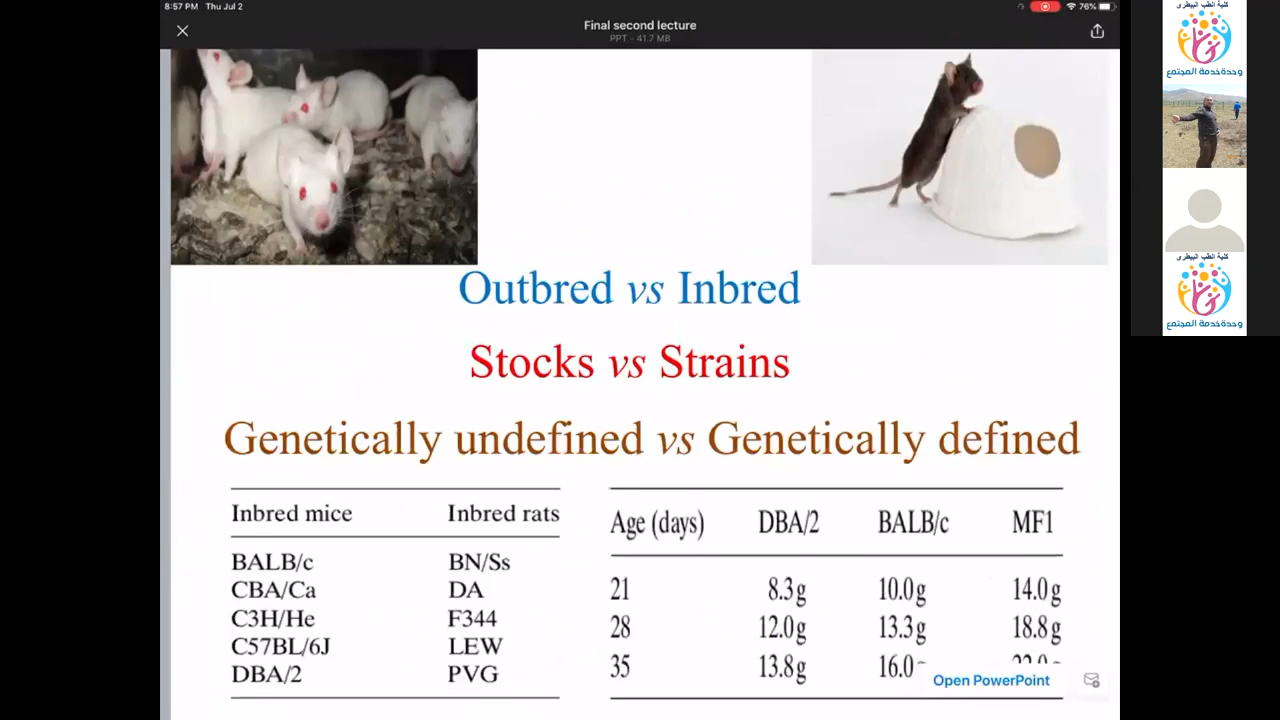 8:57 PM Thu Jul 2
76%
Final second lecture
PPT - 41.7 MB
Outbred vs Inbred
Stocks vs Strains
Genetically undefined vs Genetically defined
Inbred mice Inbred rats
BALB/c BN/Ss
CBA/Ca DA
C3H/He F344
C57BL/6J LEW
DBA/2 PVG
Age (days) DBA/2 BALB/c MF1
21 8.3g 10.0g 14.0g
28 12.0g 13.3g 18.8g
35 13.8g 16.0
Open PowerPoint
كلية الطب البيطرى
وحدة خدمة المجتمع
كلية الطب البيطرى
وحدة خدمة المجتمع